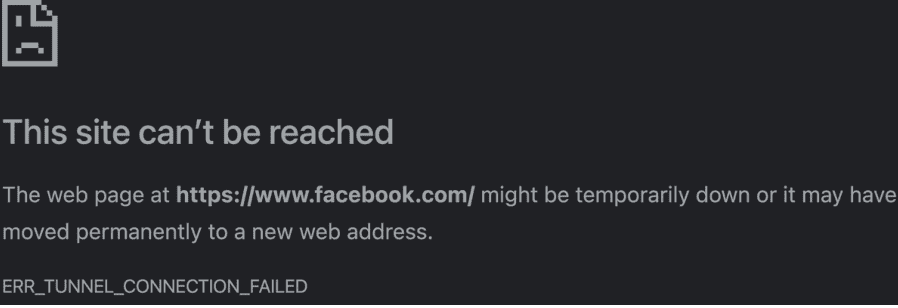 This site can’t be reached
The web page at https://www.facebook.com/ might be temporarily down or it may have
moved permanently to a new web address.
ERR_TUNNEL_CONNECTION_FAILED